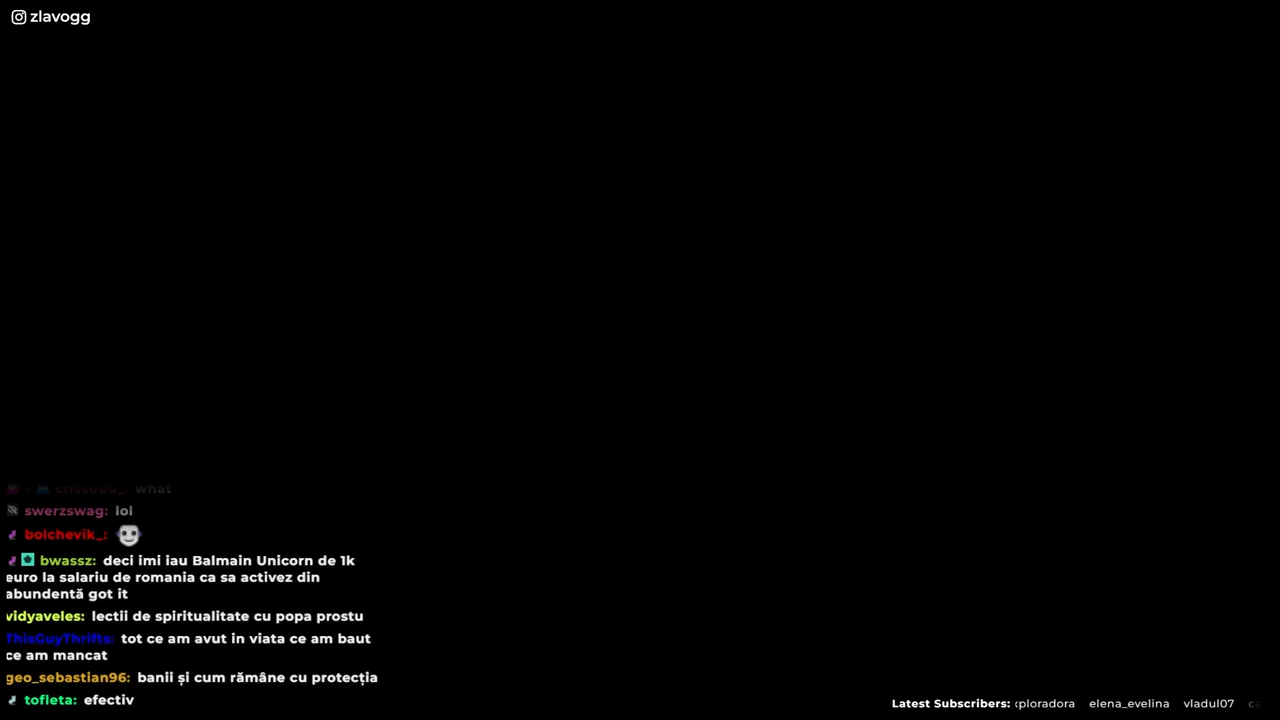 zlavogg
what
swerzswag: lol
bolchevik_:
bwassz: deci imi iau Balmain Unicorn de 1k
euro la salariu de romania ca sa activez din
abundentă got it
vidyaveles: lectii de spiritualitate cu popa prostu
ThisGuyThrifts: tot ce am avut in viata ce am baut
ce am mancat
geo_sebastian96: banii și cum rămâne cu protecția
tofleta: efectiv
Latest Subscribers: ploradora elena_evelina vladul07